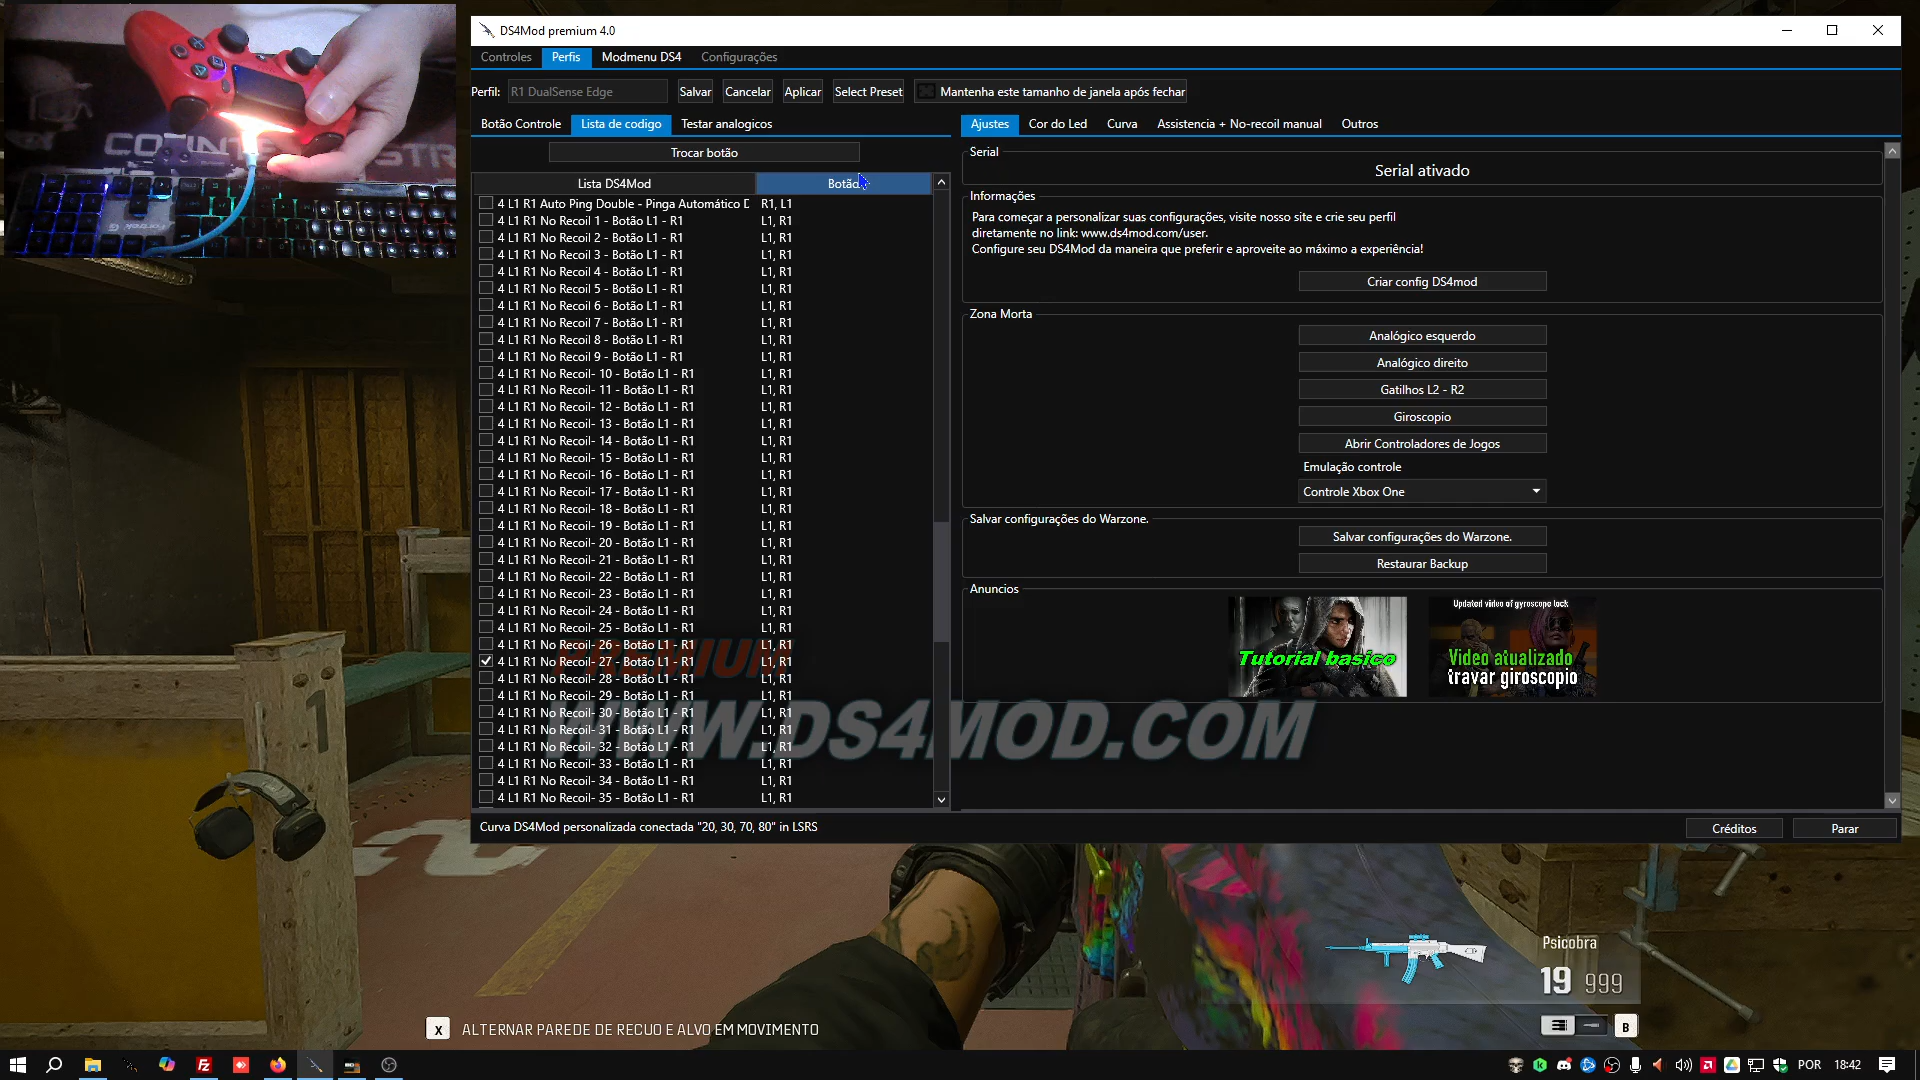 DS4Mod premium 4.0
Controles Perfis Modmenu DS4 Configurações
Perfil: R1 DualSense Edge Salvar Cancelar Aplicar Select Preset Mantenha este tamanho de janela após fechar
Botão Controle Lista de codigo Testar analogicos
Trocar botão
Lista DS4Mod Botão
4 L1 R1 Auto Ping Double - Pinga Automático D R1, L1
4 L1 R1 No Recoil 1 - Botão L1 - R1 L1, R1
4 L1 R1 No Recoil 2 - Botão L1 - R1 L1, R1
4 L1 R1 No Recoil 3 - Botão L1 - R1 L1, R1
4 L1 R1 No Recoil 4 - Botão L1 - R1 L1, R1
4 L1 R1 No Recoil 5 - Botão L1 - R1 L1, R1
4 L1 R1 No Recoil 6 - Botão L1 - R1 L1, R1
4 L1 R1 No Recoil 7 - Botão L1 - R1 L1, R1
4 L1 R1 No Recoil 8 - Botão L1 - R1 L1, R1
4 L1 R1 No Recoil 9 - Botão L1 - R1 L1, R1
4 L1 R1 No Recoil- 10 - Botão L1 - R1 L1, R1
4 L1 R1 No Recoil- 11 - Botão L1 - R1 L1, R1
4 L1 R1 No Recoil- 12 - Botão L1 - R1 L1, R1
4 L1 R1 No Recoil- 13 - Botão L1 - R1 L1, R1
4 L1 R1 No Recoil- 14 - Botão L1 - R1 L1, R1
4 L1 R1 No Recoil- 15 - Botão L1 - R1 L1, R1
4 L1 R1 No Recoil- 16 - Botão L1 - R1 L1, R1
4 L1 R1 No Recoil- 17 - Botão L1 - R1 L1, R1
4 L1 R1 No Recoil- 18 - Botão L1 - R1 L1, R1
4 L1 R1 No Recoil- 19 - Botão L1 - R1 L1, R1
4 L1 R1 No Recoil- 20 - Botão L1 - R1 L1, R1
4 L1 R1 No Recoil- 21 - Botão L1 - R1 L1, R1
4 L1 R1 No Recoil- 22 - Botão L1 - R1 L1, R1
4 L1 R1 No Recoil- 23 - Botão L1 - R1 L1, R1
4 L1 R1 No Recoil- 24 - Botão L1 - R1 L1, R1
4 L1 R1 No Recoil- 25 - Botão L1 - R1 L1, R1
4 L1 R1 No Recoil- 26 - Botão L1 - R1 L1, R1
4 L1 R1 No Recoil- 27 - Botão L1 - R1 L1, R1
4 L1 R1 No Recoil- 28 - Botão L1 - R1 L1, R1
4 L1 R1 No Recoil- 29 - Botão L1 - R1 L1, R1
4 L1 R1 No Recoil- 30 - Botão L1 - R1 L1, R1
4 L1 R1 No Recoil- 31 - Botão L1 - R1 L1, R1
4 L1 R1 No Recoil- 32 - Botão L1 - R1 L1, R1
4 L1 R1 No Recoil- 33 - Botão L1 - R1 L1, R1
4 L1 R1 No Recoil- 34 - Botão L1 - R1 L1, R1
4 L1 R1 No Recoil- 35 - Botão L1 - R1 L1, R1
PREMIUM
WWW.DS4MOD.COM
Ajustes Cor do Led Curva Assistencia + No-recoil manual Outros
Serial
Serial ativado
Informações
Para começar a personalizar suas configurações, visite nosso site e crie seu perfil
diretamente no link: www.ds4mod.com/user.
Configure seu DS4Mod da maneira que preferir e aproveite ao máximo a experiência!
Criar config DS4mod
Zona Morta
Analógico esquerdo
Analógico direito
Gatilhos L2 - R2
Giroscopio
Abrir Controladores de Jogos
Emulação controle
Controle Xbox One
Salvar configurações do Warzone.
Salvar configurações do Warzone.
Restaurar Backup
Anuncios
Tutorial basico
Updated video of gyroscope lock
Video atualizado
travar giroscopio
Curva DS4Mod personalizada conectada "20, 30, 70, 80" in LSRS
Créditos Parar
1
Psicobra
19 999
B
X ALTERNAR PAREDE DE RECUO E ALVO EM MOVIMENTO
POR 18:42